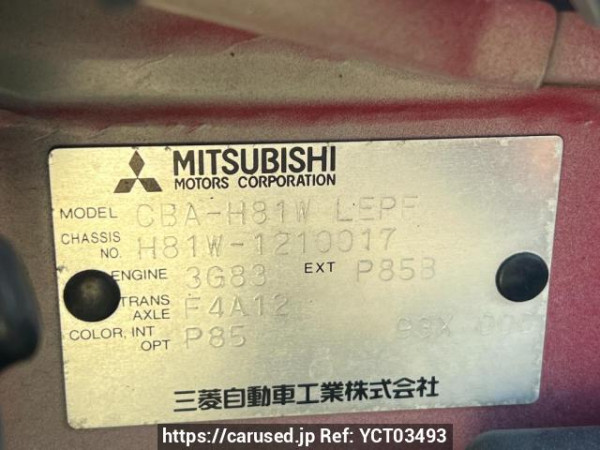 MITSUBISHI
MOTORS CORPORATION
MODEL CBA-H81W LEPF
CHASSIS NO. H81W-1210017
ENGINE 3G83 EXT P85B
TRANS AXLE F4A12
COLOR, INT OPT P85
三菱自動車工業株式会社
https://carused.jp Ref: YCT03493